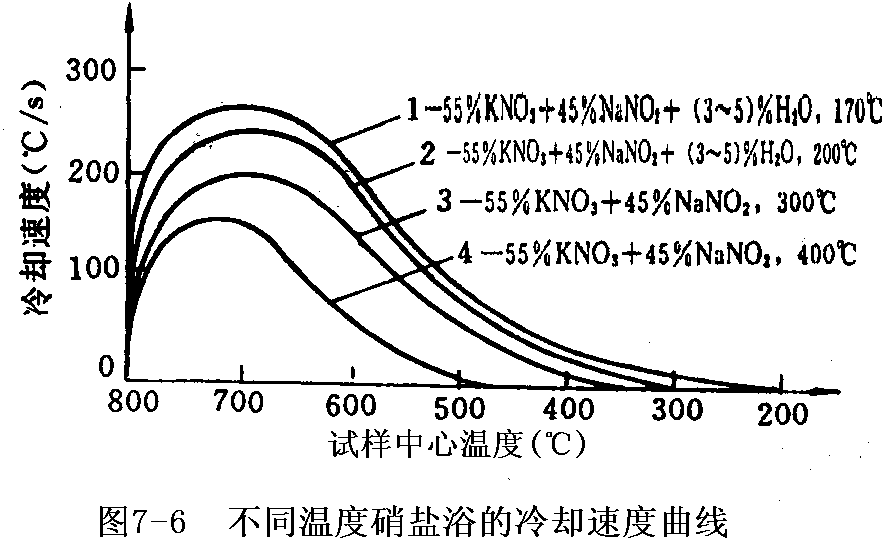 300
200
100
0
冷却速度(℃/s)
1-55%KNO₃+45%NaNO₂+(3~5)%H₂O, 170℃
2-55%KNO₃+45%NaNO₂+(3~5)%H₂O, 200℃
3-55%KNO₃+45%NaNO₂, 300℃
4-55%KNO₃+45%NaNO₂, 400℃
800 700 600 500 400 300 200
试样中心温度(℃)
图7-6 不同温度硝盐浴的冷却速度曲线